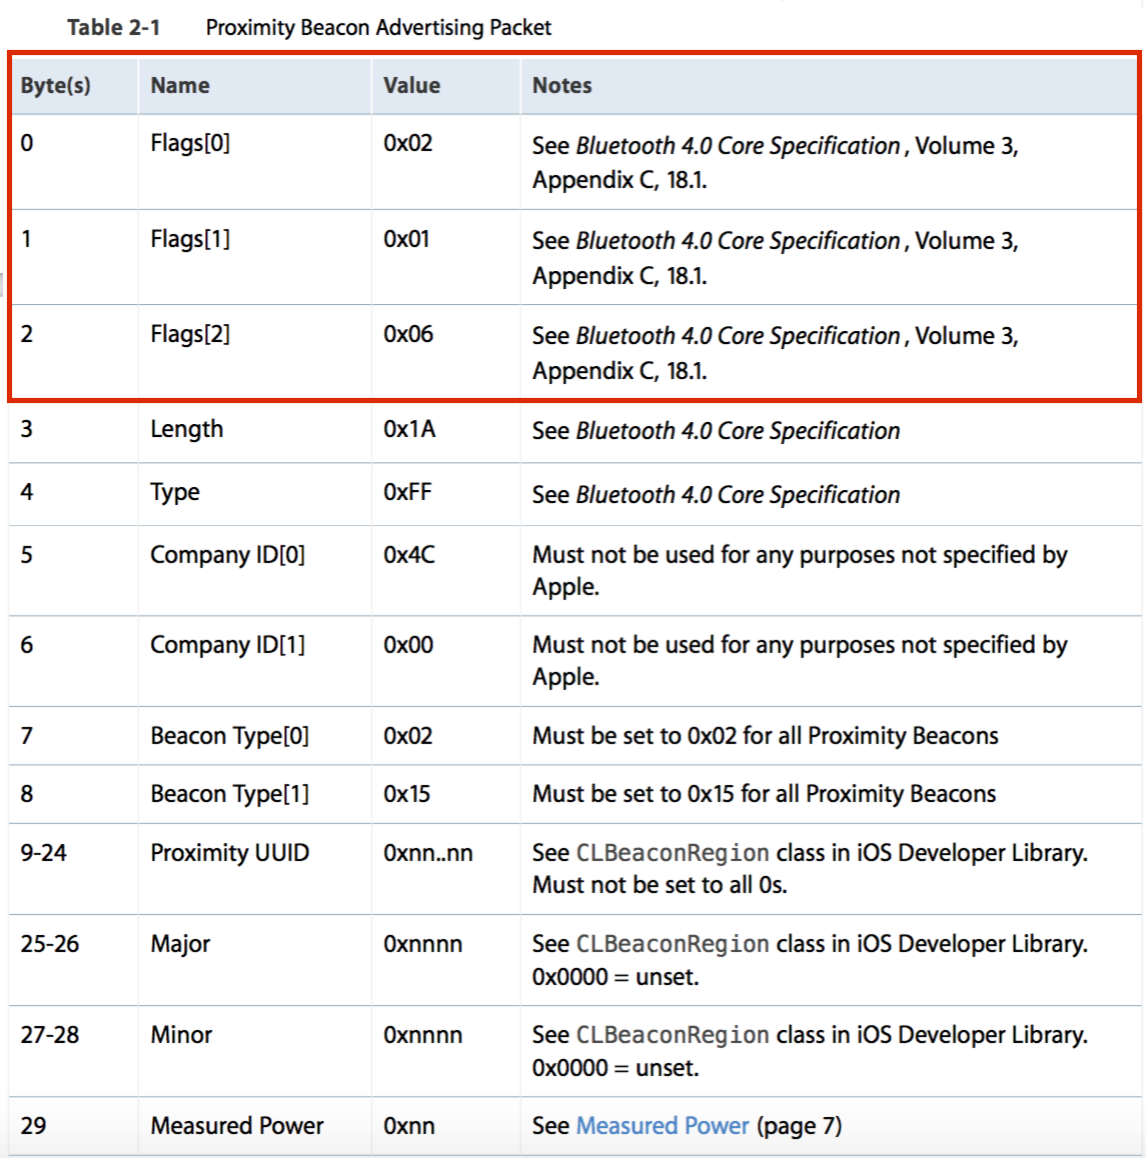 Table 2-1 Proximity Beacon Advertising Packet
Byte(s) Name Value Notes
0 Flags[0] 0x02 See Bluetooth 4.0 Core Specification, Volume 3,
Appendix C, 18.1.
1 Flags[1] 0x01 See Bluetooth 4.0 Core Specification, Volume 3,
Appendix C, 18.1.
2 Flags[2] 0x06 See Bluetooth 4.0 Core Specification, Volume 3,
Appendix C, 18.1.
3 Length 0x1A See Bluetooth 4.0 Core Specification
4 Type 0xFF See Bluetooth 4.0 Core Specification
5 Company ID[0] 0x4C Must not be used for any purposes not specified by
Apple.
6 Company ID[1] 0x00 Must not be used for any purposes not specified by
Apple.
7 Beacon Type[0] 0x02 Must be set to 0x02 for all Proximity Beacons
8 Beacon Type[1] 0x15 Must be set to 0x15 for all Proximity Beacons
9-24 Proximity UUID 0xnn..nn See CLBeaconRegion class in iOS Developer Library.
Must not be set to all 0s.
25-26 Major 0xnnnn See CLBeaconRegion class in iOS Developer Library.
0x0000 = unset.
27-28 Minor 0xnnnn See CLBeaconRegion class in iOS Developer Library.
0x0000 = unset.
29 Measured Power 0xnn See Measured Power (page 7)